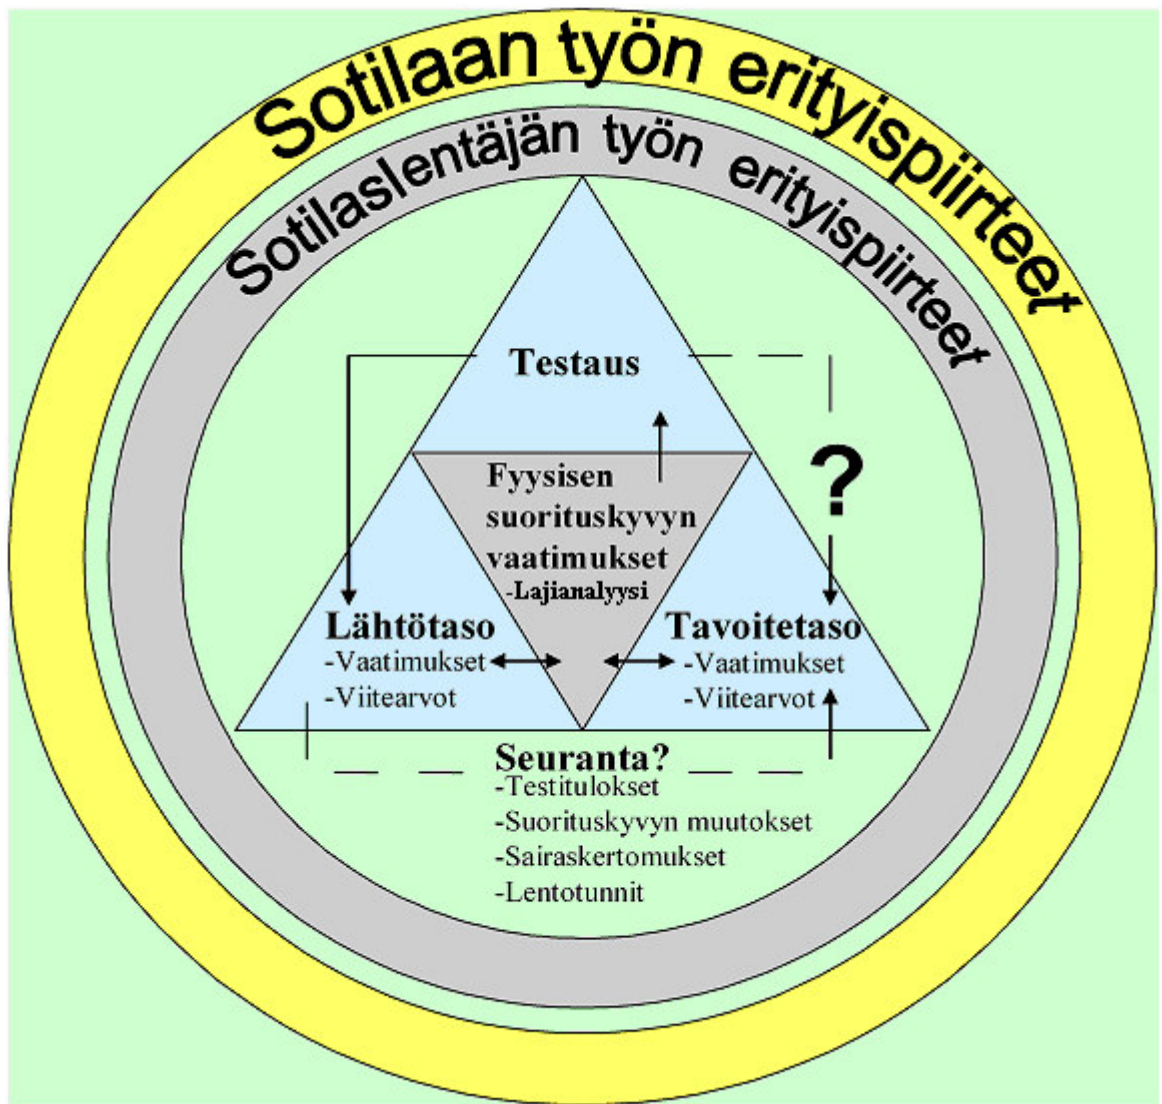 Sotilaan työn erityispiirteet
Sotilaslentäjän työn erityispiirteet
Testaus
?
Fyysisen
suorituskyvyn
vaatimukset
-Lajianalyysi
Lähtötaso
-Vaatimukset
-Viitearvot
Tavoitetaso
-Vaatimukset
-Viitearvot
Seuranta?
-Testitulokset
-Suorituskyvyn muutokset
-Sairaskertomukset
-Lentotunnit